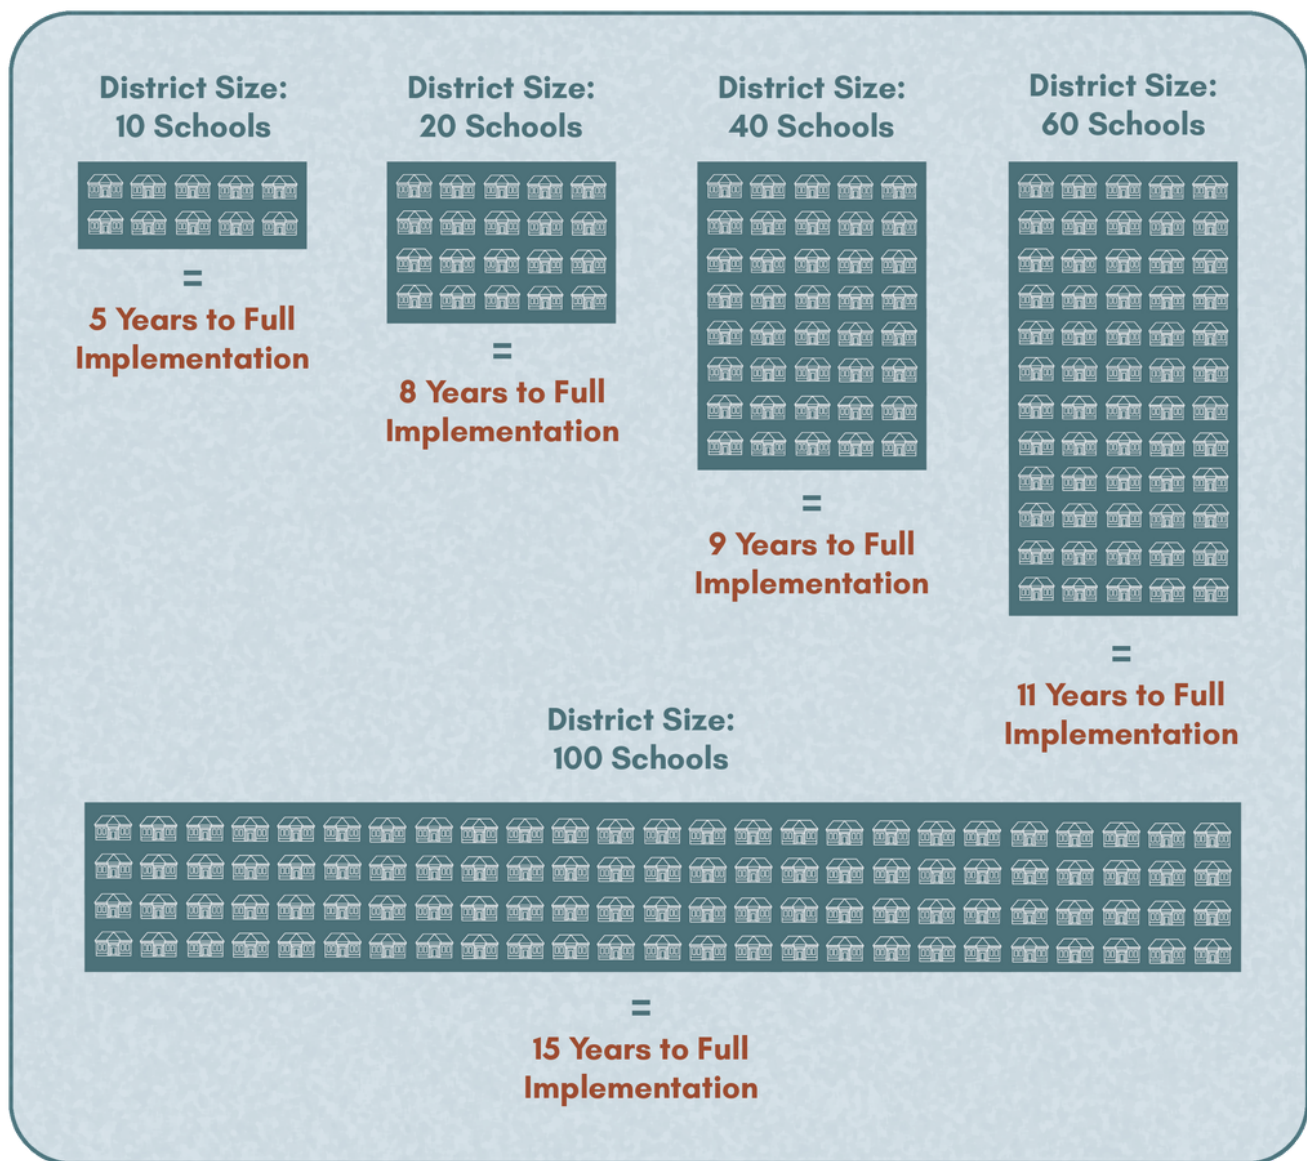 District Size:
10 Schools
=
5 Years to Full
Implementation
District Size:
20 Schools
=
8 Years to Full
Implementation
District Size:
40 Schools
=
9 Years to Full
Implementation
District Size:
60 Schools
=
11 Years to Full
Implementation
District Size:
100 Schools
=
15 Years to Full
Implementation